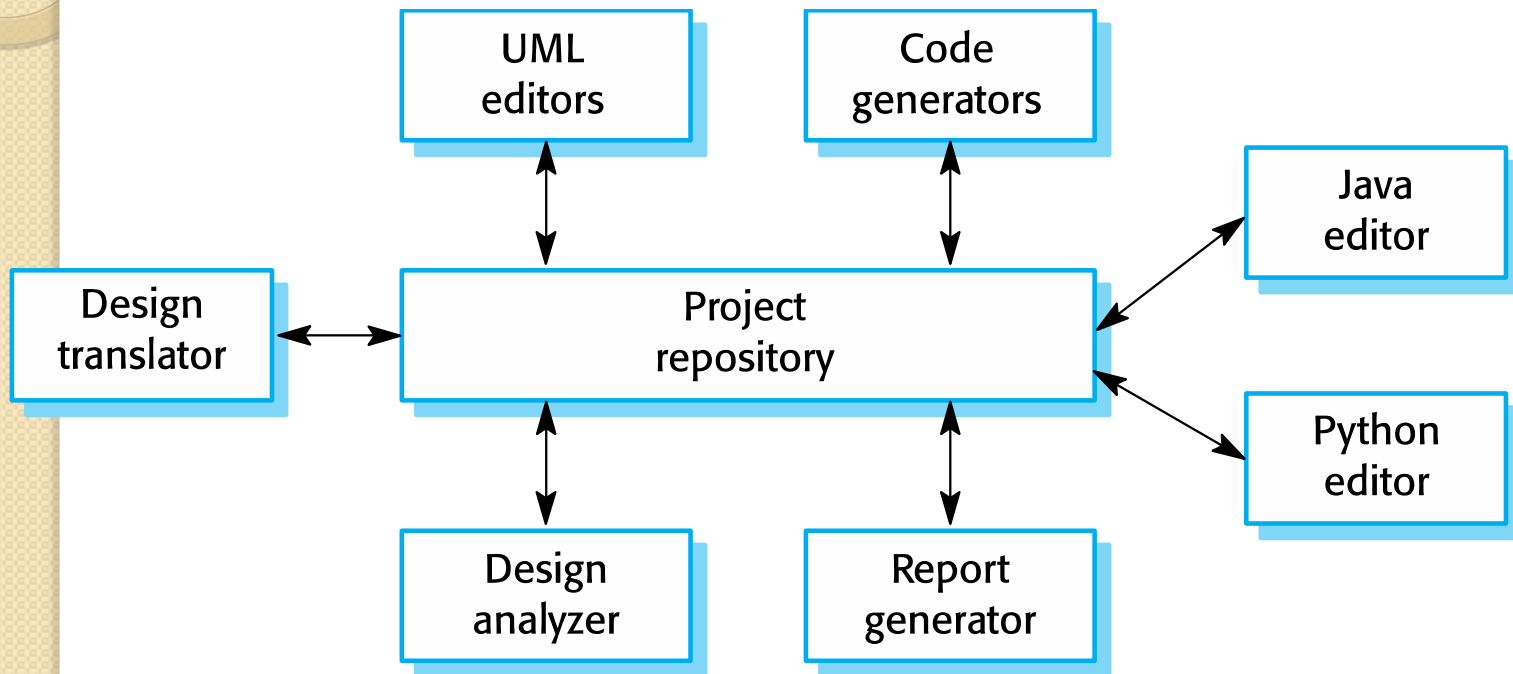 UML
editors
Code
generators
Java
editor
Design
translator
Project
repository
Python
editor
Design
analyzer
Report
generator